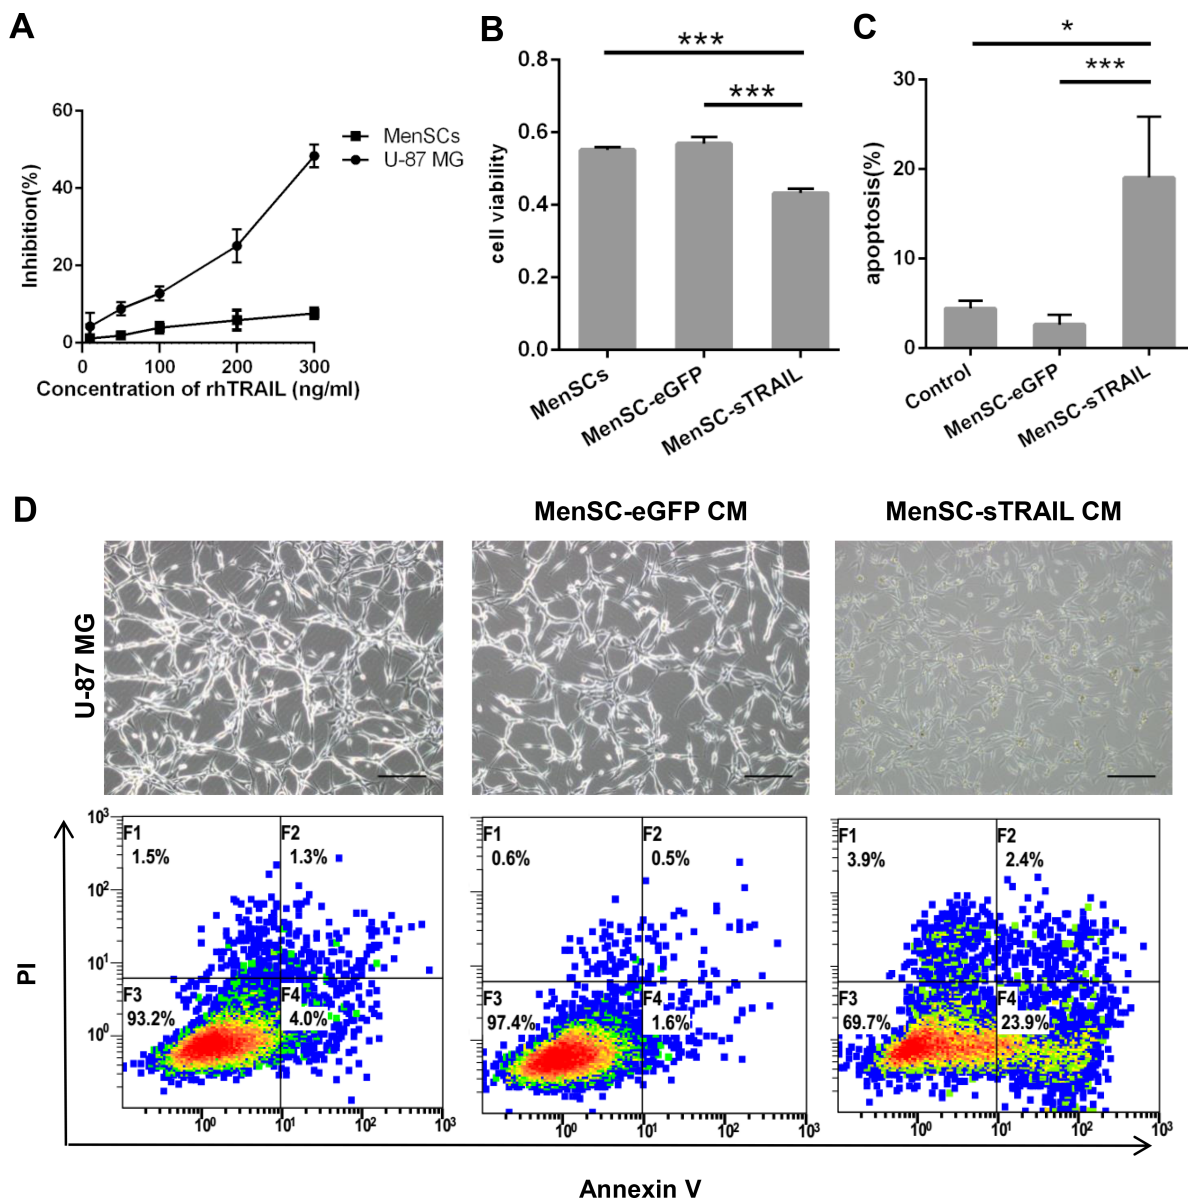 A
60
40
20
0
Inhibition(%)
100
200
300
Concentration of rhTRAIL (ng/ml)
MenSCs
U-87 MG
B
***
***
0.8
0.6
0.4
0.2
0.0
cell viability
MenSCs
MenSC-eGFP
MenSC-sTRAIL
C
*
***
30
20
10
0
apoptosis(%)
Control
MenSC-eGFP
MenSC-sTRAIL
D
MenSC-eGFP CM
MenSC-sTRAIL CM
U-87 MG
PI
10³
10²
10¹
10⁰
F1
1.5%
F2
1.3%
F3
93.2%
F4
4.0%
10⁰ 10¹ 10² 10³
F1
0.6%
F2
0.5%
F3
97.4%
F4
1.6%
10⁰ 10¹ 10² 10³
F1
3.9%
F2
2.4%
F3
69.7%
F4
23.9%
10⁰ 10¹ 10² 10³
Annexin V